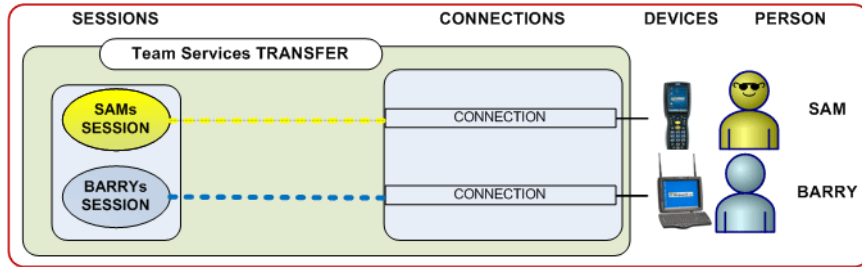 SESSIONS CONNECTIONS DEVICES PERSON
Team Services TRANSFER
SAMs
SESSION
CONNECTION
SAM
BARRYs
SESSION
CONNECTION
BARRY